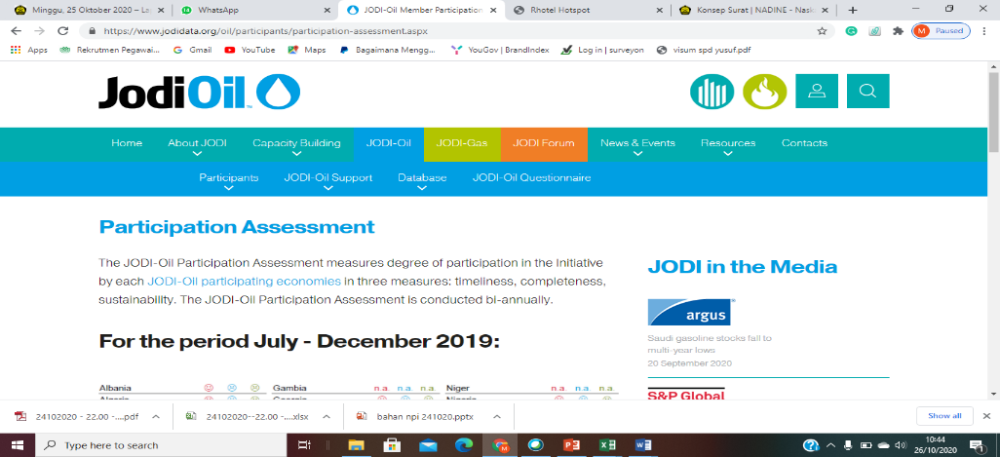 Minggu, 25 Oktober 2020 – La
WhatsApp
JODI-Oil Member Participation
Rhotel Hotspot
Konsep Surat | NADINE - Nask
https://www.jodidata.org/oil/participants/participation-assessment.aspx
M Paused
Apps
Rekrutmen Pegawai...
Gmail
YouTube
Maps
Bagaimana Mengg...
YouGov | BrandIndex
Log in | surveyon
visum spd yusuf.pdf
JodiOil
Home About JODI Capacity Building JODI-Oil JODI-Gas JODI Forum News & Events Resources Contacts
Participants JODI-Oil Support Database JODI-Oil Questionnaire
Participation Assessment
The JODI-Oil Participation Assessment measures degree of participation in the Initiative
by each JODI-Oil participating economies in three measures: timeliness, completeness,
sustainability. The JODI-Oil Participation Assessment is conducted bi-annually.
For the period July - December 2019:
Albania Gambia n.a. n.a. n.a. Niger n.a. n.a. n.a.
Algeria Georgia Nigeria
JODI in the Media
argus
Saudi gasoline stocks fall to
multi-year lows
20 September 2020
S&P Global
24102020 - 22.00 -....pdf
24102020--22.00 -....xlsx
bahan npi 241020.pptx
Show all
Type here to search
10:44
26/10/2020
1